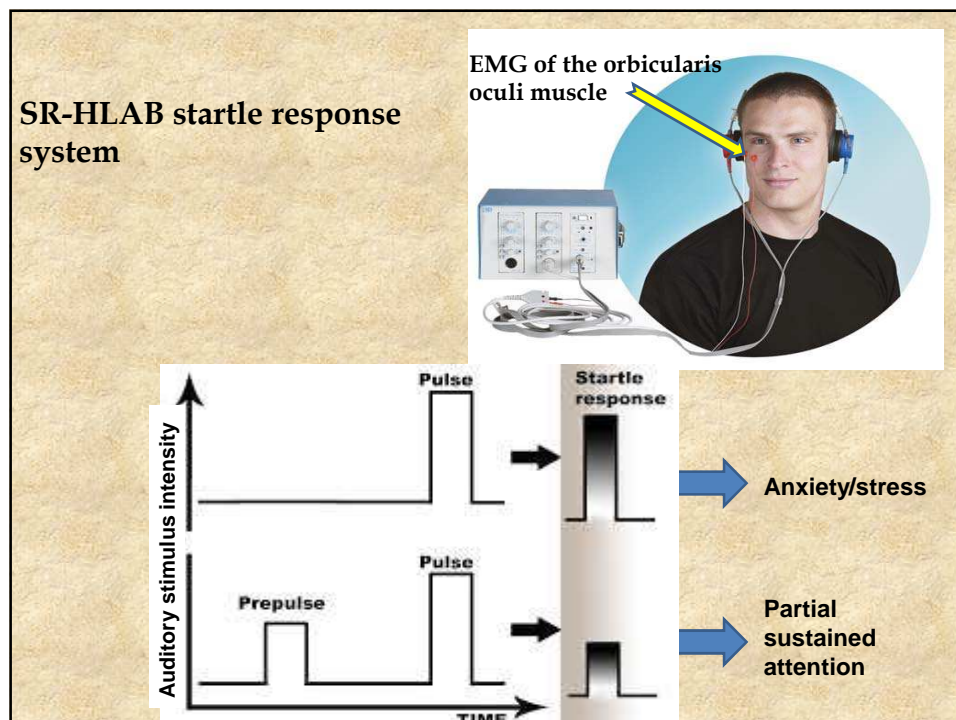 SR-HLAB startle response
system
EMG of the orbicularis
oculi muscle
Auditory stimulus intensity
Pulse
Startle
response
Anxiety/stress
Prepulse
Pulse
Partial
sustained
attention
TIME